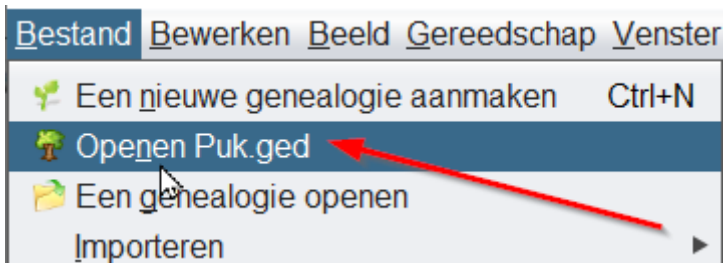 Bestand Bewerken Beeld Gereedschap Venster
Een nieuwe genealogie aanmaken Ctrl+N
Openen Puk.ged
Een genealogie openen
Importeren